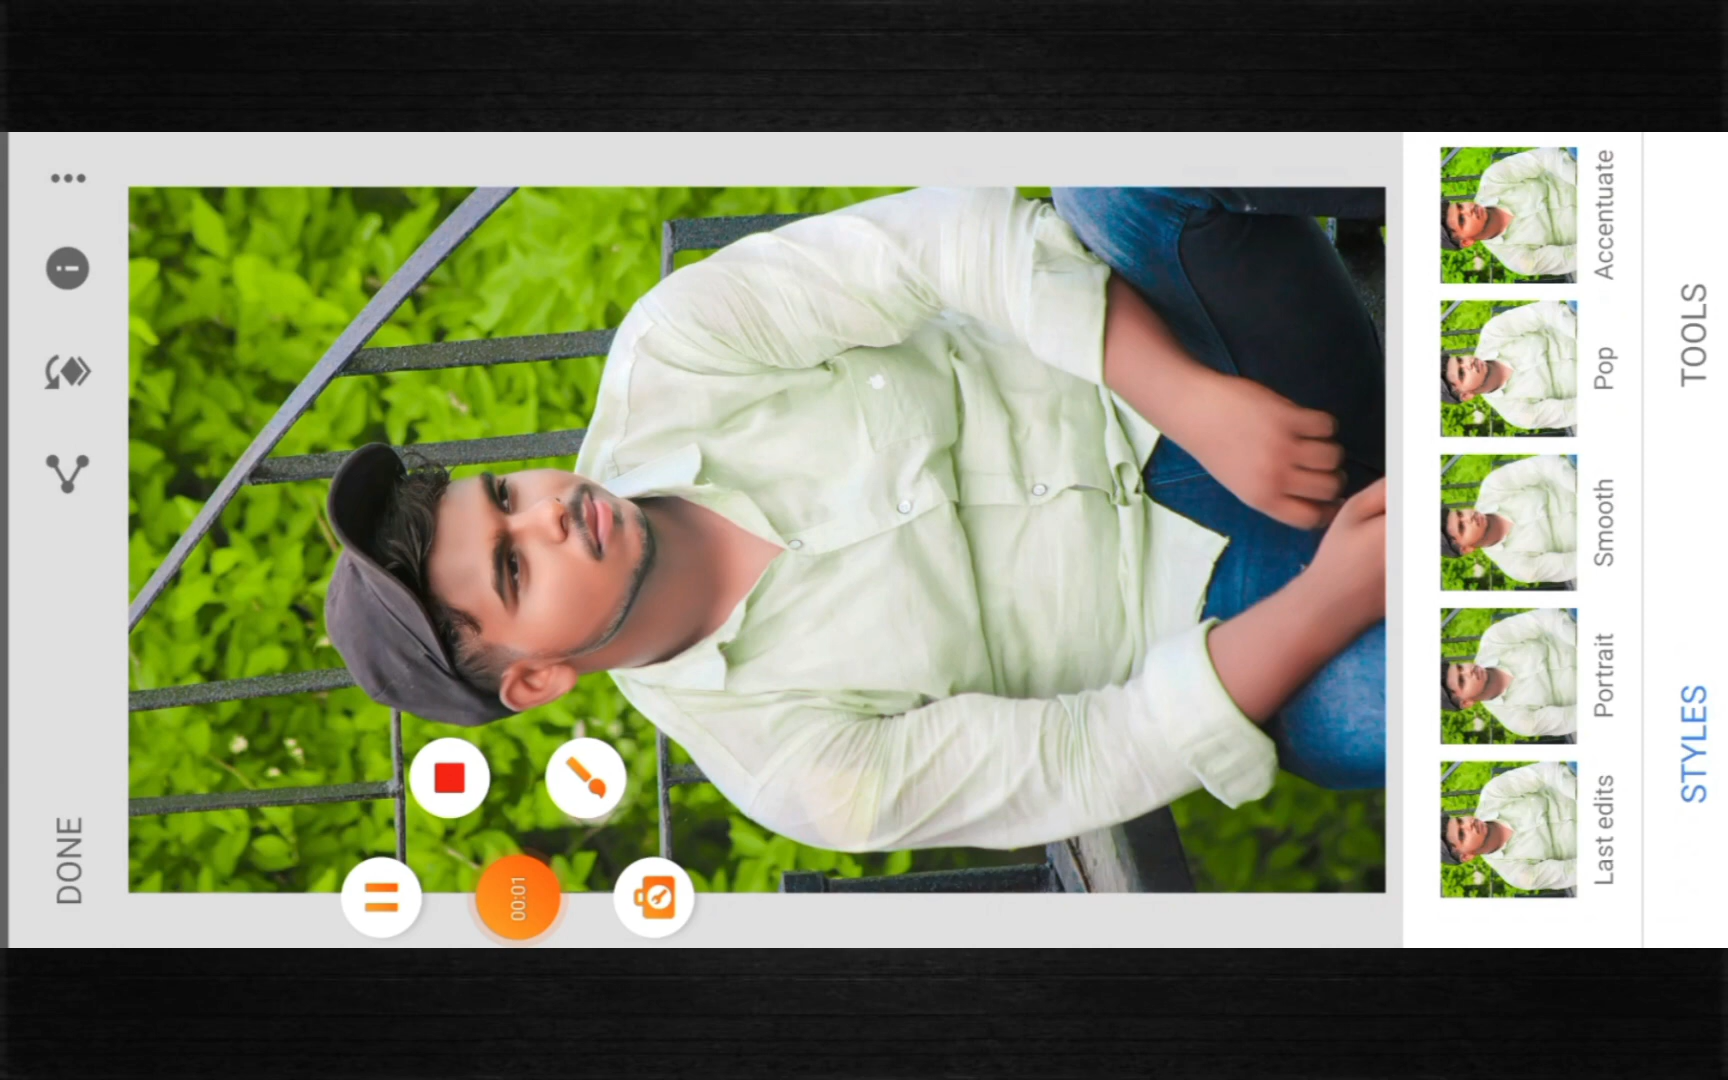 DONE
00:01
Last edits
Portrait
Smooth
Pop
Accentuate
STYLES
TOOLS